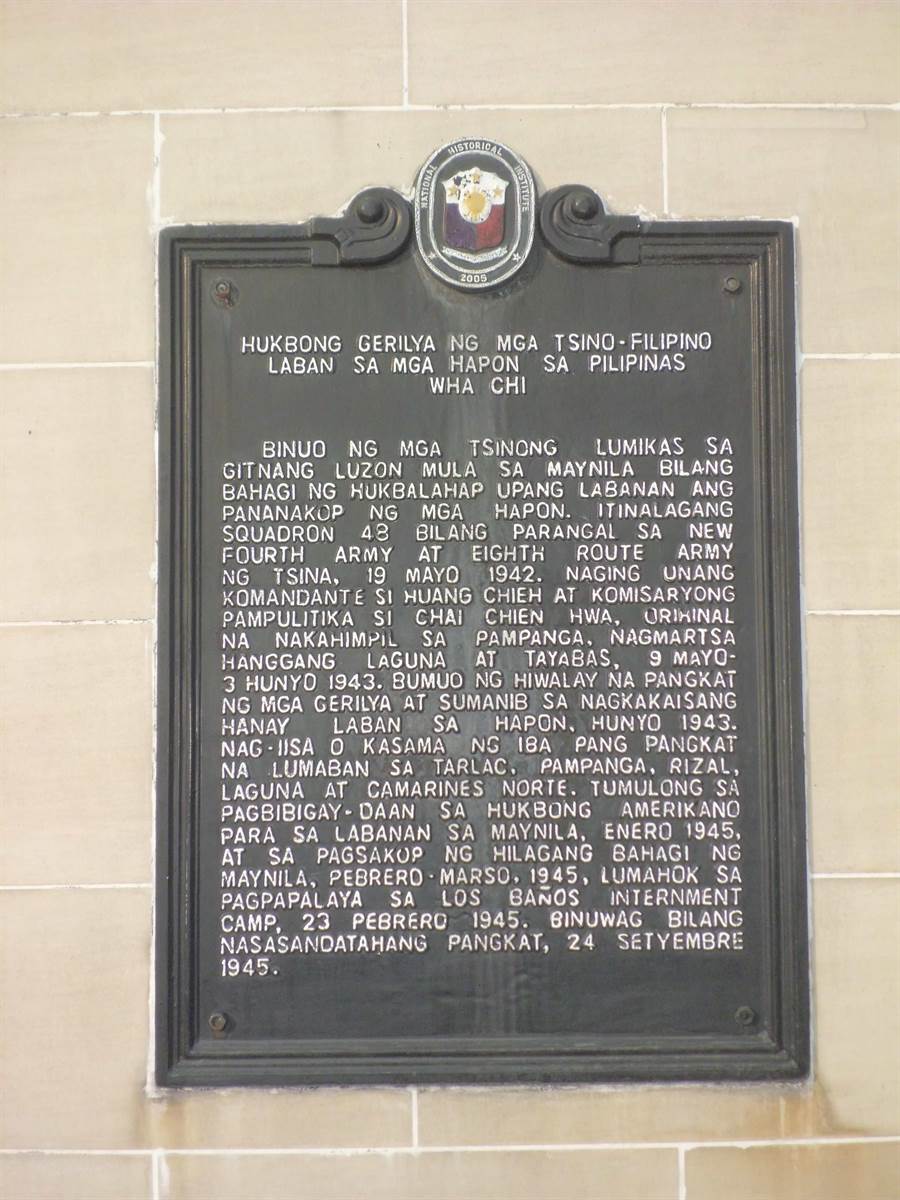 NATIONAL HISTORICAL INSTITUTE
2005
HUKBONG GERILYA NG MGA TSINO-FILIPINO
LABAN SA MGA HAPON SA PILIPINAS
WHA CHI
BINUO NG MGA TSINONG LUMIKAS SA
GITNANG LUZON MULA SA MAYNILA BILANG
BAHAGI NG HUKBALAHAP UPANG LABANAN ANG
PANANAKOP NG MGA HAPON. ITINALAGANG
SQUADRON 48 BILANG PARANGAL SA NEW
FOURTH ARMY AT EIGHTH ROUTE ARMY
NG TSINA, 19 MAYO 1942. NAGING UNANG
KOMANDANTE SI HUANG CHIEH AT KOMISARYONG
PAMPULITIKA SI CHAI CHIEN HWA, ORIHINAL
NA NAKAHIMPIL SA PAMPANGA, NAGMARTSA
HANGGANG LAGUNA AT TAYABAS, 9 MAYO-
3 HUNYO 1943. BUMUO NG HIWALAY NA PANGKAT
NG MGA GERILYA AT SUMANIB SA NAGKAKAISANG
HANAY LABAN SA HAPON, HUNYO 1943.
NAG-IISA O KASAMA NG IBA PANG PANGKAT
NA LUMABAN SA TARLAC, PAMPANGA, RIZAL,
LAGUNA AT CAMARINES NORTE. TUMULONG SA
PAGBIBIGAY-DAAN SA HUKBONG AMERIKANO
PARA SA LABANAN SA MAYNILA, ENERO 1945,
AT SA PAGSAKOP NG HILAGANG BAHAGI NG
MAYNILA, PEBRERO-MARSO, 1945, LUMAHOK SA
PAGPAPALAYA SA LOS BAÑOS INTERNMENT
CAMP, 23 PEBRERO 1945. BINUWAG BILANG
NASASANDATAHANG PANGKAT, 24 SETYEMBRE
1945.